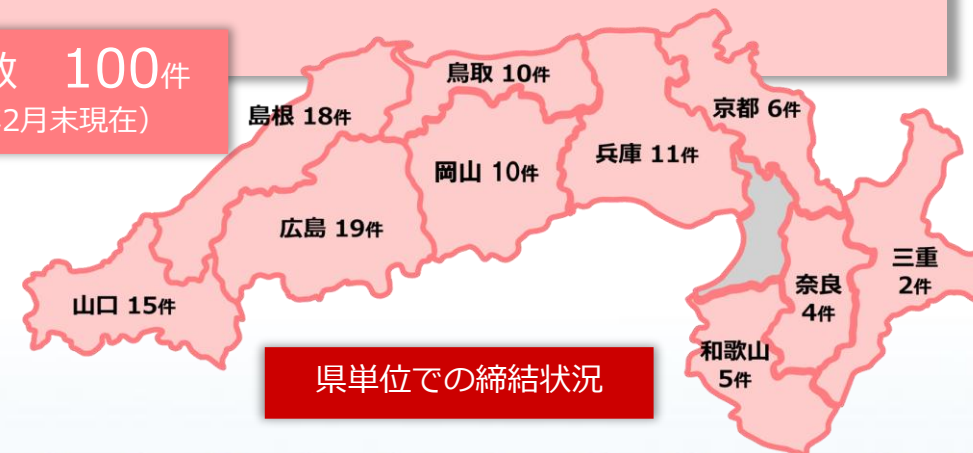 数 100件
2月末現在）
鳥取 10件
島根 18件
京都 6件
兵庫 11件
岡山 10件
広島 19件
三重
2件
奈良
4件
山口 15件
和歌山
5件
県単位での締結状況